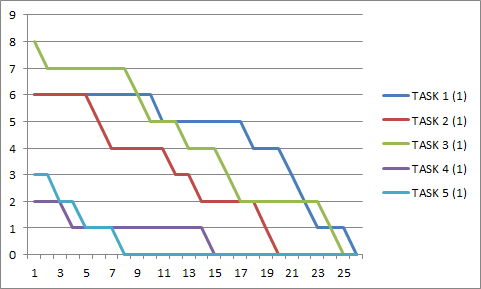 9
8
7
6
5
4
3
2
1
0
1 3 5 7 9 11 13 15 17 19 21 23 25
TASK 1 (1)
TASK 2 (1)
TASK 3 (1)
TASK 4 (1)
TASK 5 (1)